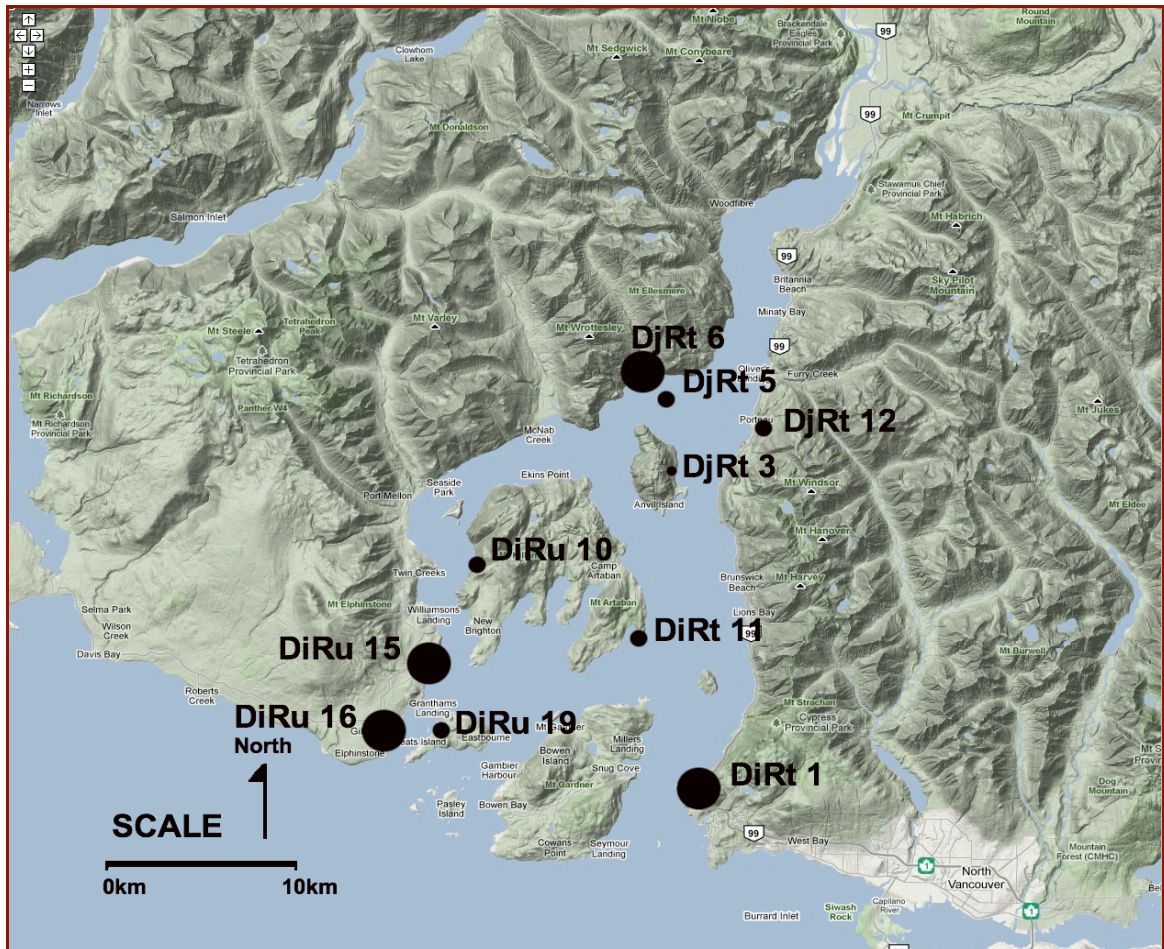 Mt Niobe
Round
Mountain
Brackendale
Eagles
Provincial Park
99
Mt Sedgwick
Mt Conybeare
Clowhom
Lake
Narrows
Inlet
99
Mt Crumpit
Mt Donaldson
Stawamus Chief
Provincial Park
Woodfibre
Salmon Inlet
Mt Habrich
99
Britannia
Beach
Sky Pilot
Mountain
Mt Ellesmere
Minaty Bay
Mt Steele
Tetrahedron
Peak
Mt Varley
Mt Wrottesley
DjRt 6
99
Tetrahedron
Provincial Park
Furry Creek
DjRt 5
Mt Richardson
Mt Richardson
Provincial Park
Panther W4
Mt Jukes
Porteau
DjRt 12
McNab
Creek
DjRt 3
Ekins Point
Seaside
Park
Port Mellon
Anvil Island
Mt Windsor
Mt Eldee
Mt Hanover
DiRu 10
Twin Creeks
Camp
Artaban
Brunswick
Beach
Mt Harvey
Mt Elphinstone
Mt Artaban
Selma Park
Wilson
Creek
Williamsons
Landing
New
Brighton
Lions Bay
DiRt 11
99
Davis Bay
DiRu 15
Mt Burwell
Roberts
Creek
Granthams
Landing
Mt Strachan
Cypress
Provincial Park
DiRu 16
DiRu 19
North
Elphinstone
Eastbourne
Bowen
Island
Millers
Landing
Gambier
Harbour
Snug Cove
DiRt 1
Mt Gardner
Dog
Mountain
Pasley
Island
Bowen Bay
SCALE
99
West Bay
Cowans
Point
Seymour
Landing
Mountain
Forest (CMHC)
1
North
Vancouver
0km
10km
Burrard Inlet
Siwash
Rock
Capilano
River
1